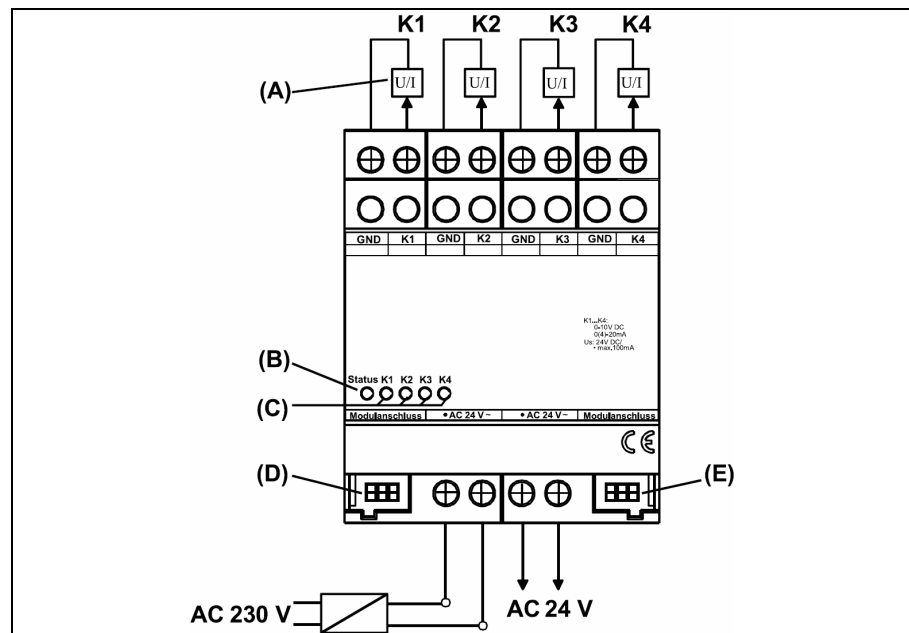 K1 K2 K3 K4
(A) U/I U/I U/I U/I
GND K1 GND K2 GND K3 GND K4
K1...K4:
0-10V DC
0(4)-20mA
Us: 24V DC/
• max.100mA
(B)
Status K1 K2 K3 K4
(C)
Modulanschluss • AC 24 V ~ • AC 24 V ~ Modulanschluss
CE
(D) (E)
AC 230 V AC 24 V